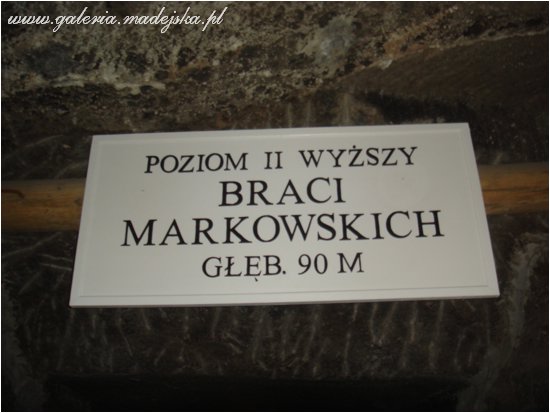 www.galeria.madejska.pl
POZIOM II WYŻSZY
BRACI
MARKOWSKICH
GŁĘB. 90 M